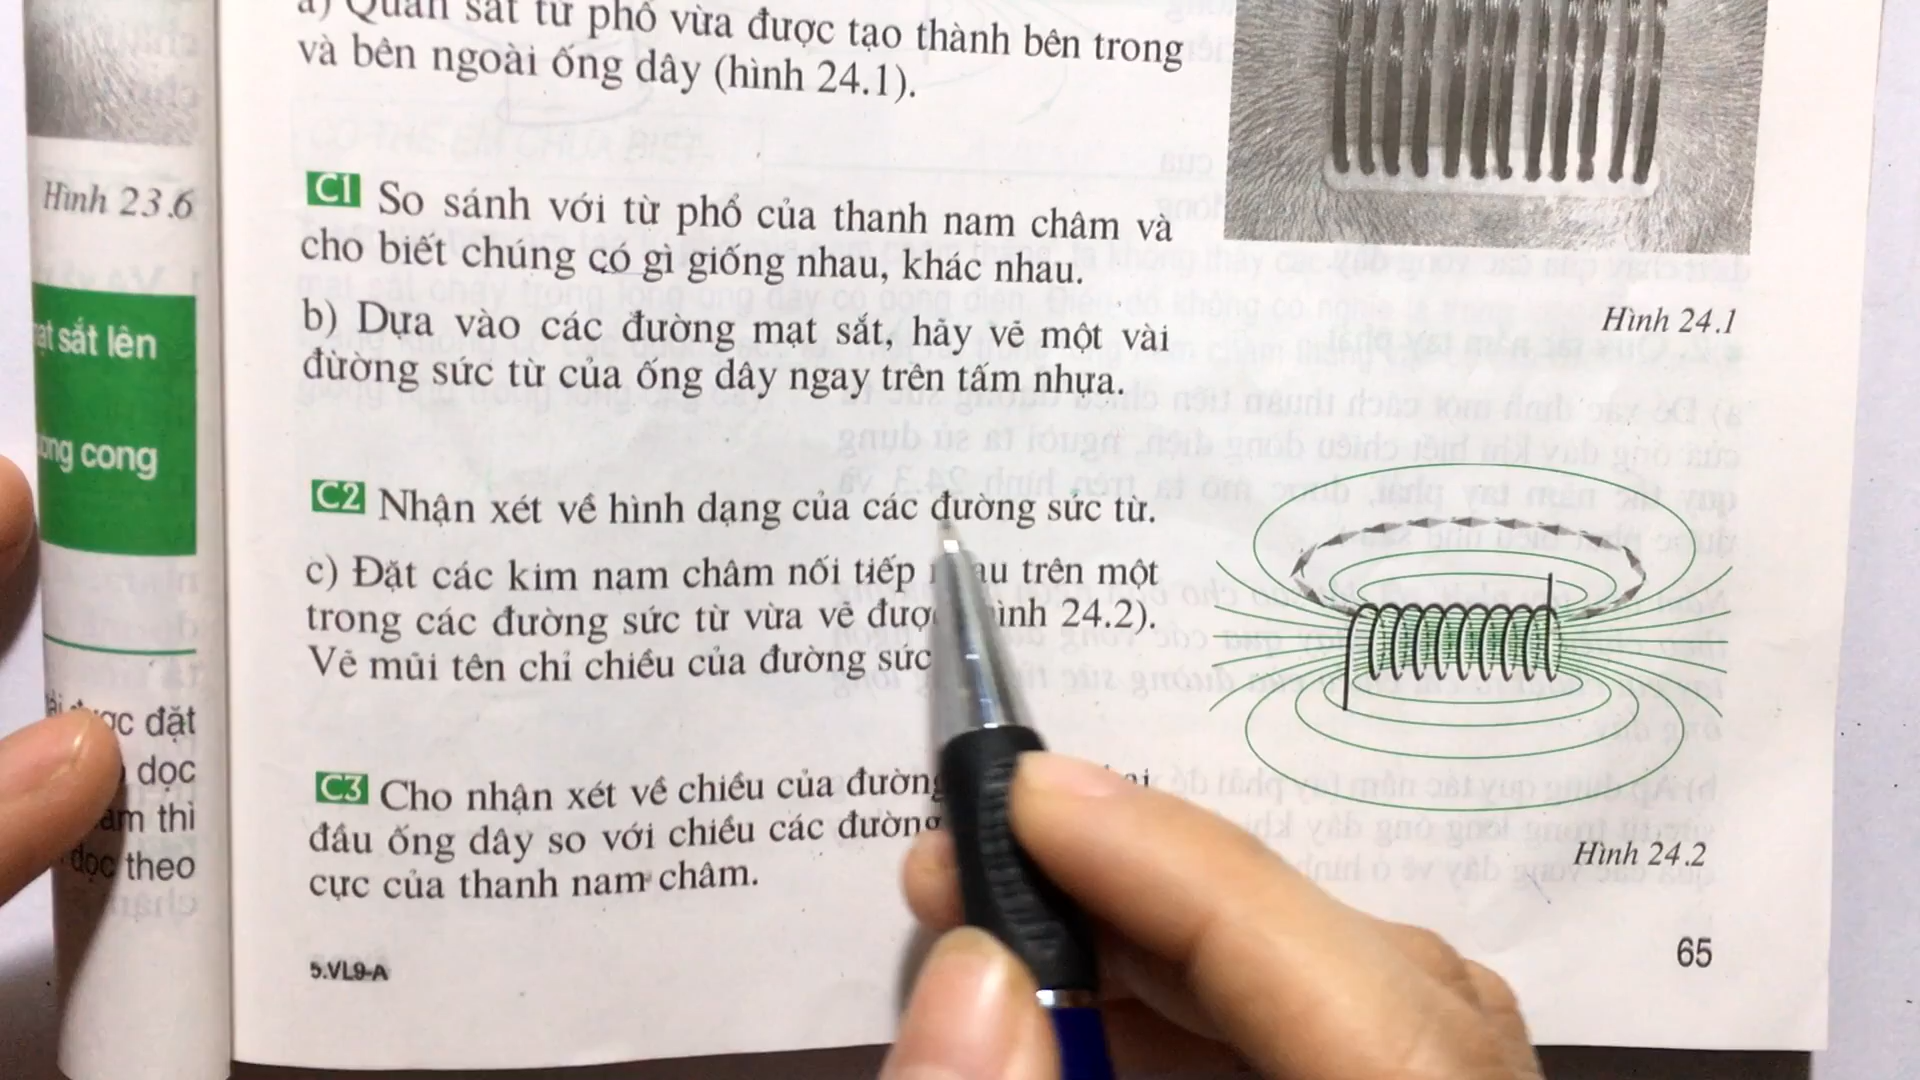 a) Quan sát từ phổ vừa được tạo thành bên trong
và bên ngoài ống dây (hình 24.1).
C1 So sánh với từ phổ của thanh nam châm và
cho biết chúng có gì giống nhau, khác nhau.
b) Dựa vào các đường mạt sắt, hãy vẽ một vài
đường sức từ của ống dây ngay trên tấm nhựa.
C2 Nhận xét về hình dạng của các đường sức từ.
c) Đặt các kim nam châm nối tiếp trên một
trong các đường sức từ vừa vẽ 24.2).
Vẽ mũi tên chỉ chiều của đường sức
C3 Cho nhận xét về chiều của đường
đầu ống dây so với chiều các đường
cực của thanh nam châm.
5.VL9-A
Hình 24.1
Hình 24.2
65
Hình 23.6
sắt lên
cong
đặt
dọc
thì
dọc theo